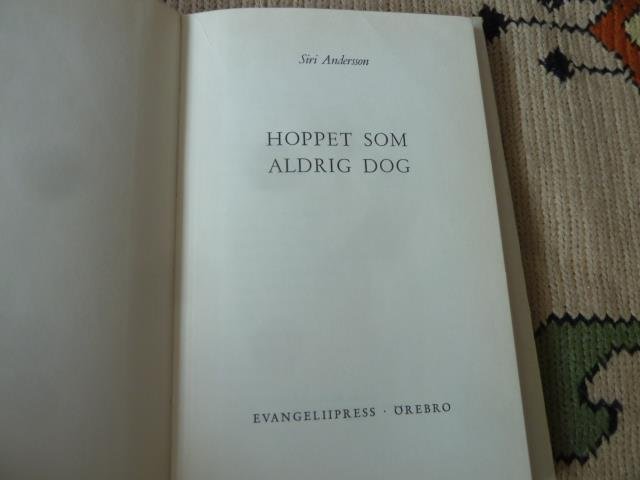 Siri Andersson
HOPPET SOM
ALDRIG DOG
EVANGELIIPRESS · ÖREBRO